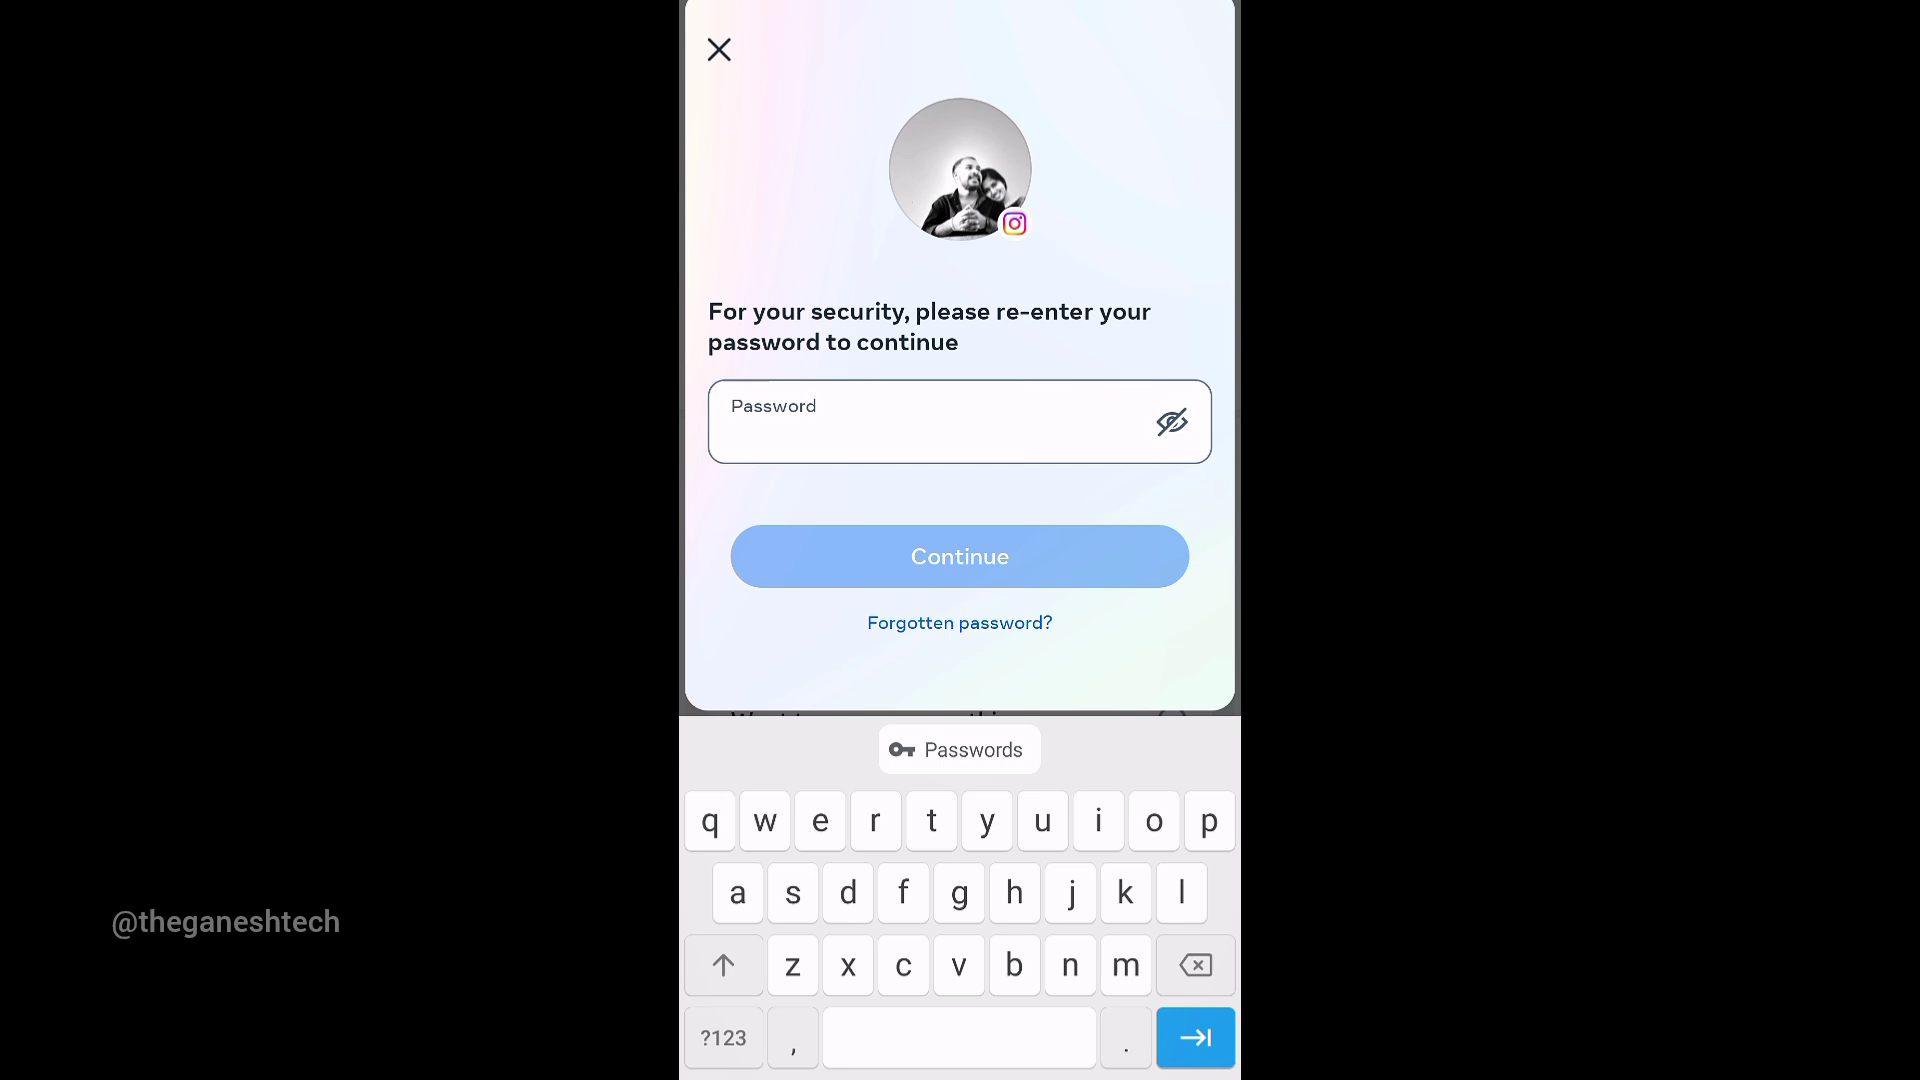 For your security, please re-enter your
password to continue
Password
Continue
Forgotten password?
Passwords
q w e r t y u i o p
a s d f g h j k l
z x c v b n m
?123 , .
@theganeshtech